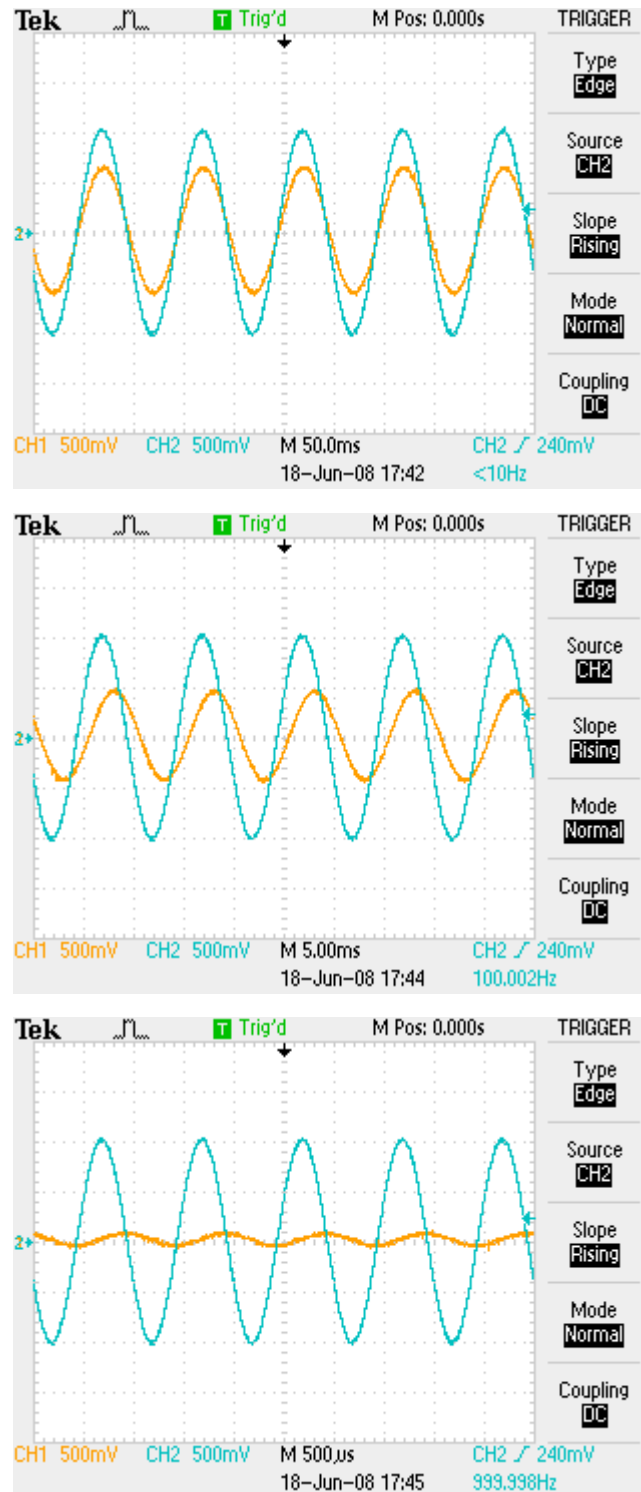 Tek T Trig'd M Pos: 0.000s TRIGGER
Type
Edge
Source
CH2
Slope
Rising
Mode
Normal
Coupling
DC
2
CH1 500mV CH2 500mV M 50.0ms CH2 240mV
18-Jun-08 17:42 <10Hz
Tek T Trig'd M Pos: 0.000s TRIGGER
Type
Edge
Source
CH2
Slope
Rising
Mode
Normal
Coupling
DC
2
CH1 500mV CH2 500mV M 5.00ms CH2 240mV
18-Jun-08 17:44 100.002Hz
Tek T Trig'd M Pos: 0.000s TRIGGER
Type
Edge
Source
CH2
Slope
Rising
Mode
Normal
Coupling
DC
2
CH1 500mV CH2 500mV M 500µs CH2 240mV
18-Jun-08 17:45 999.998Hz